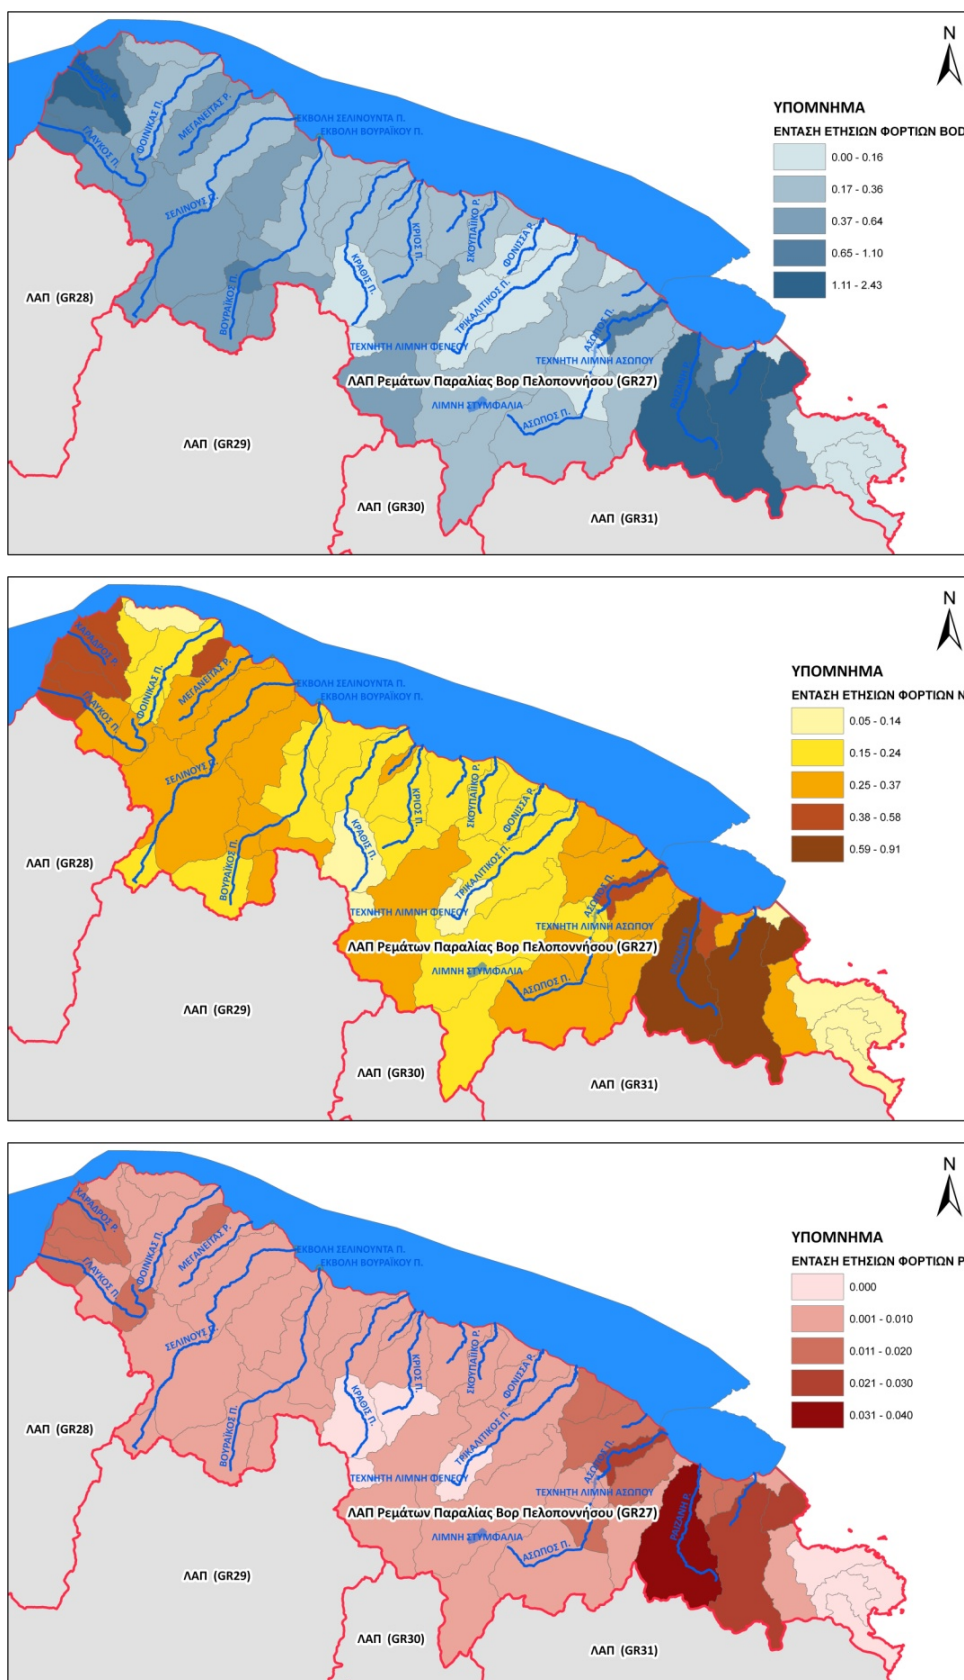 N
ΥΠΟΜΝΗΜΑ
ΕΝΤΑΣΗ ΕΤΗΣΙΩΝ ΦΟΡΤΙΩΝ BOD
0.00 - 0.16
0.17 - 0.36
0.37 - 0.64
0.65 - 1.10
1.11 - 2.43
ΦΟΙΝΙΚΑΣ Π.
ΜΕΓΑΝΕΙΤΑΣ Ρ.
ΓΛΑΥΚΟΣ Π.
ΕΚΒΟΛΗ ΣΕΛΙΝΟΥΝΤΑ Π.
ΕΚΒΟΛΗ ΒΟΥΡΑΪΚΟΥ Π.
ΣΕΛΙΝΟΥΣ Π.
ΒΟΥΡΑΪΚΟΣ Π.
ΚΡΑΘΙΣ Π.
ΚΡΙΟΣ Π.
ΣΚΟΥΠΑΪΙΚΟ Ρ.
ΦΟΝΙΣΣΑ Ρ.
ΤΡΙΚΑΛΙΤΙΚΟΣ Π.
ΑΣΩΠΟΣ Π.
ΤΕΧΝΗΤΗ ΛΙΜΝΗ ΦΕΝΕΟΥ
ΤΕΧΝΗΤΗ ΛΙΜΝΗ ΑΣΩΠΟΥ
ΛΑΠ Ρεμάτων Παραλίας Βορ Πελοποννήσου (GR27)
ΛΙΜΝΗ ΣΤΥΜΦΑΛΙΑ
ΑΣΩΠΟΣ Π.
ΛΑΠ (GR28)
ΛΑΠ (GR29)
ΛΑΠ (GR30)
ΛΑΠ (GR31)
N
ΥΠΟΜΝΗΜΑ
ΕΝΤΑΣΗ ΕΤΗΣΙΩΝ ΦΟΡΤΙΩΝ N
0.05 - 0.14
0.15 - 0.24
0.25 - 0.37
0.38 - 0.58
0.59 - 0.91
ΧΑΡΑΔΡΟΣ Ρ.
ΦΟΙΝΙΚΑΣ Π.
ΜΕΓΑΝΕΙΤΑΣ Ρ.
ΓΛΑΥΚΟΣ Π.
ΕΚΒΟΛΗ ΣΕΛΙΝΟΥΝΤΑ Π.
ΕΚΒΟΛΗ ΒΟΥΡΑΪΚΟΥ Π.
ΣΕΛΙΝΟΥΣ Π.
ΒΟΥΡΑΪΚΟΣ Π.
ΚΡΑΘΙΣ Π.
ΚΡΙΟΣ Π.
ΣΚΟΥΠΑΪΙΚΟ Ρ.
ΦΟΝΙΣΣΑ Ρ.
ΤΡΙΚΑΛΙΤΙΚΟΣ Π.
ΑΣΩΠΟΣ Π.
ΤΕΧΝΗΤΗ ΛΙΜΝΗ ΦΕΝΕΟΥ
ΤΕΧΝΗΤΗ ΛΙΜΝΗ ΑΣΩΠΟΥ
ΛΑΠ Ρεμάτων Παραλίας Βορ Πελοποννήσου (GR27)
ΛΙΜΝΗ ΣΤΥΜΦΑΛΙΑ
ΑΣΩΠΟΣ Π.
ΛΑΠ (GR28)
ΛΑΠ (GR29)
ΛΑΠ (GR30)
ΛΑΠ (GR31)
N
ΥΠΟΜΝΗΜΑ
ΕΝΤΑΣΗ ΕΤΗΣΙΩΝ ΦΟΡΤΙΩΝ P
0.000
0.001 - 0.010
0.011 - 0.020
0.021 - 0.030
0.031 - 0.040
ΧΑΡΑΔΡΟΣ Ρ.
ΦΟΙΝΙΚΑΣ Π.
ΜΕΓΑΝΕΙΤΑΣ Ρ.
ΓΛΑΥΚΟΣ Π.
ΕΚΒΟΛΗ ΣΕΛΙΝΟΥΝΤΑ Π.
ΕΚΒΟΛΗ ΒΟΥΡΑΪΚΟΥ Π.
ΣΕΛΙΝΟΥΣ Π.
ΒΟΥΡΑΪΚΟΣ Π.
ΚΡΑΘΙΣ Π.
ΚΡΙΟΣ Π.
ΣΚΟΥΠΑΪΙΚΟ Ρ.
ΦΟΝΙΣΣΑ Ρ.
ΤΡΙΚΑΛΙΤΙΚΟΣ Π.
ΑΣΩΠΟΣ Π.
ΤΕΧΝΗΤΗ ΛΙΜΝΗ ΦΕΝΕΟΥ
ΤΕΧΝΗΤΗ ΛΙΜΝΗ ΑΣΩΠΟΥ
ΡΑΙΖΑΝΗ Ρ.
ΛΑΠ Ρεμάτων Παραλίας Βορ Πελοποννήσου (GR27)
ΛΙΜΝΗ ΣΤΥΜΦΑΛΙΑ
ΑΣΩΠΟΣ Π.
ΛΑΠ (GR28)
ΛΑΠ (GR29)
ΛΑΠ (GR30)
ΛΑΠ (GR31)